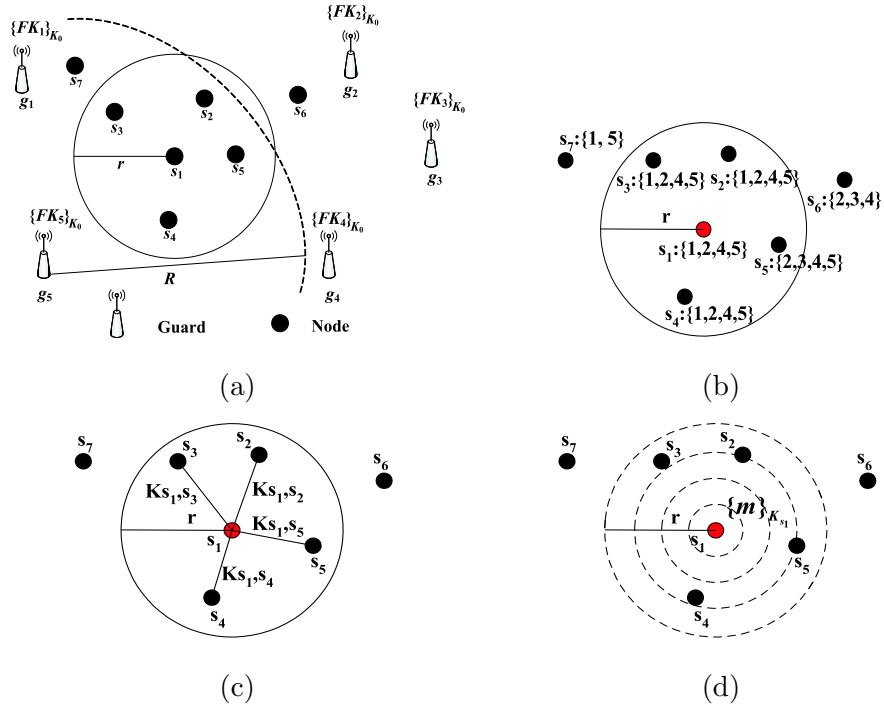 {FK₁}K₀
{FK₂}K₀
{FK₃}K₀
g₁
s₇
s₃
s₂
s₆
g₂
g₃
r
s₁
s₅
s₄
{FK₅}K₀
{FK₄}K₀
g₅
R
g₄
Guard
Node
(a)
s₇:{1, 5}
s₃:{1,2,4,5}
s₂:{1,2,4,5}
s₆:{2,3,4}
r
s₁:{1,2,4,5}
s₅:{2,3,4,5}
s₄:{1,2,4,5}
(b)
s₇
s₃
s₂
s₆
Ks₁,s₃
Ks₁,s₂
r
Ks₁,s₅
s₁
s₅
Ks₁,s₄
s₄
(c)
s₇
s₃
s₂
s₆
{m}Ks₁
r
s₁
s₅
s₄
(d)